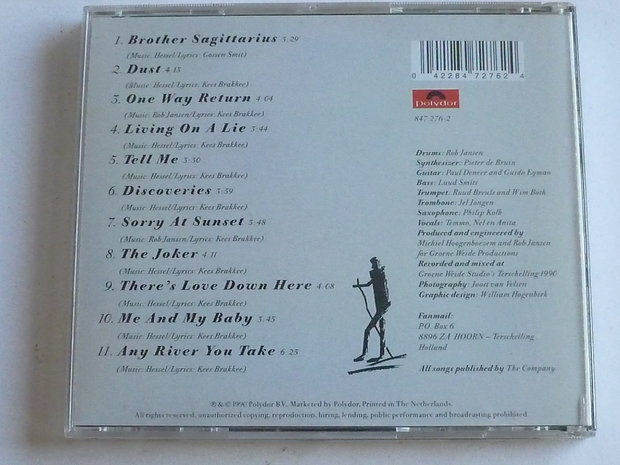 1. Brother Sagittarius 3:29
(Music: Hessel/Lyrics: Gossen Smit)
2. Dust 4:15
(Music: Hessel/Lyrics: Kees Brakkee)
3. One Way Return 4:04
(Music: Rob Jansen/Lyrics: Kees Brakkee)
4. Living On A Lie 3:44
(Music: Hessel/Lyrics: Kees Brakkee)
5. Tell Me 3:30
(Music: Hessel/Lyrics: Kees Brakkee)
6. Discoveries 3:59
(Music: Hessel/Lyrics: Kees Brakkee)
7. Sorry At Sunset 3:48
(Music: Rob Jansen/Lyrics: Kees Brakkee)
8. The Joker 4:11
(Music: Hessel/Lyrics: Kees Brakkee)
9. There's Love Down Here 4:08
(Music: Hessel/Lyrics: Kees Brakkee)
10. Me And My Baby 3:45
(Music: Hessel/Lyrics: Kees Brakkee)
11. Any River You Take 6:25
(Music: Hessel/Lyrics: Kees Brakkee)
0 42284 72762 4
Polydor
847 276-2
Drums: Rob Jansen
Synthesizer: Pieter de Bruin
Guitar: Paul Deneer and Guido Eyman
Bass: Luud Smits
Trumpet: Ruud Breuls and Wim Both
Trombone: Jel Jongen
Saxophone: Philip Kolb
Vocals: Temmo, Nel en Anita
Produced and engineered by
Michiel Hoogenboezem and Rob Jansen
for Groene Weide Productions
Recorded and mixed at
Groene Weide Studio's Terschelling 1990
Photography: Joost van Velsen
Graphic design: William Hogenbirk
Fanmail:
P.O. Box 6
8896 ZA HOORN – Terschelling
Holland
All songs published by The Company
℗ & © 1990 Polydor B.V., Marketed by Polydor, Printed in The Netherlands.
All rights reserved, unauthorized copying, reproduction, hiring, lending, public performance and broadcasting prohibited.